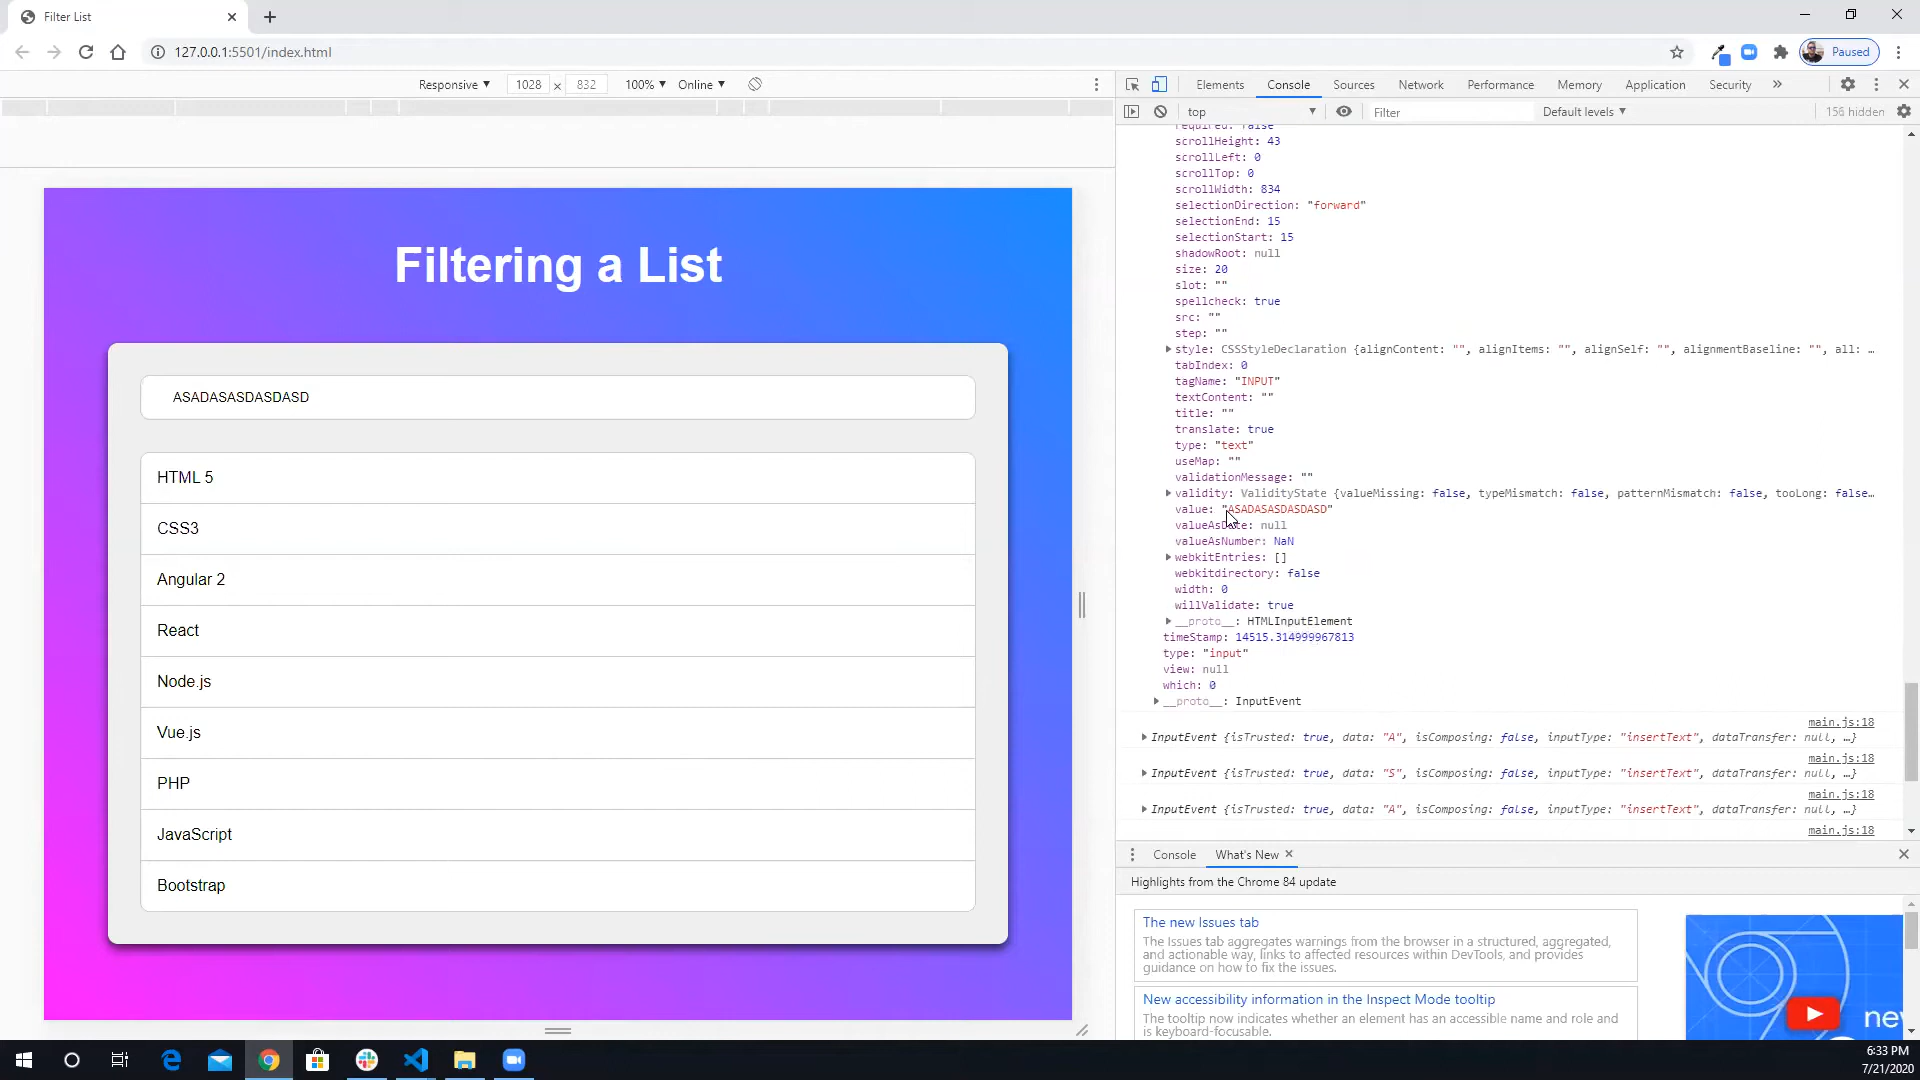 Filter List
127.0.0.1:5501/index.html
Paused
Responsive 1028 x 832 100% Online
Elements Console Sources Network Performance Memory Application Security
top Filter Default levels 156 hidden
Filtering a List
ASADASASDASDASD
HTML 5
CSS3
Angular 2
React
Node.js
Vue.js
PHP
JavaScript
Bootstrap
required: false
scrollHeight: 43
scrollLeft: 0
scrollTop: 0
scrollWidth: 834
selectionDirection: "forward"
selectionEnd: 15
selectionStart: 15
shadowRoot: null
size: 20
slot: ""
spellcheck: true
src: ""
step: ""
style: CSSStyleDeclaration {alignContent: "", alignItems: "", alignSelf: "", alignmentBaseline: "", all: …
tabIndex: 0
tagName: "INPUT"
textContent: ""
title: ""
translate: true
type: "text"
useMap: ""
validationMessage: ""
validity: ValidityState {valueMissing: false, typeMismatch: false, patternMismatch: false, tooLong: false…
value: "ASADASASDASDASD"
valueAsDate: null
valueAsNumber: NaN
webkitEntries: []
webkitdirectory: false
width: 0
willValidate: true
__proto__: HTMLInputElement
timeStamp: 14515.314999967813
type: "input"
view: null
which: 0
__proto__: InputEvent
main.js:18
InputEvent {isTrusted: true, data: "A", isComposing: false, inputType: "insertText", dataTransfer: null, …}
main.js:18
InputEvent {isTrusted: true, data: "S", isComposing: false, inputType: "insertText", dataTransfer: null, …}
main.js:18
InputEvent {isTrusted: true, data: "A", isComposing: false, inputType: "insertText", dataTransfer: null, …}
main.js:18
Console What's New
Highlights from the Chrome 84 update
The new Issues tab
The Issues tab aggregates warnings from the browser in a structured, aggregated,
and actionable way, links to affected resources within DevTools, and provides
guidance on how to fix the issues.
New accessibility information in the Inspect Mode tooltip
The tooltip now indicates whether an element has an accessible name and role and
is keyboard-focusable.
nev
6:33 PM
7/21/2020